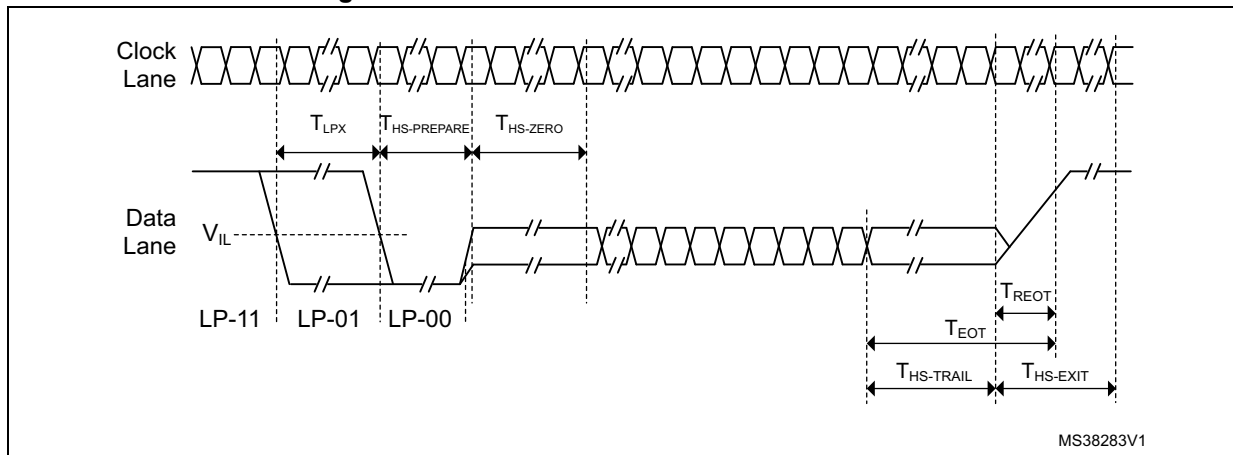 Clock
Lane
T_LPX T_HS-PREPARE T_HS-ZERO
Data
Lane
V_IL
LP-11 LP-01 LP-00
T_REOT
T_EOT
T_HS-TRAIL T_HS-EXIT
MS38283V1